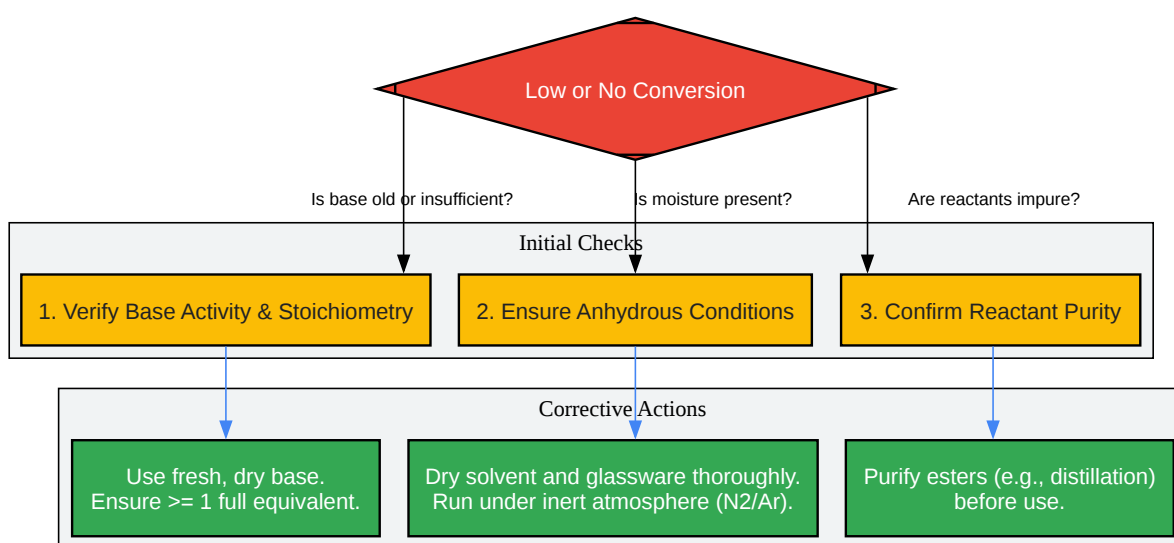 Low or No Conversion
Is base old or insufficient?
Is moisture present?
Are reactants impure?
Initial Checks
1. Verify Base Activity & Stoichiometry
2. Ensure Anhydrous Conditions
3. Confirm Reactant Purity
Corrective Actions
Use fresh, dry base.
Ensure >= 1 full equivalent.
Dry solvent and glassware thoroughly.
Run under inert atmosphere (N2/Ar).
Purify esters (e.g., distillation)
before use.